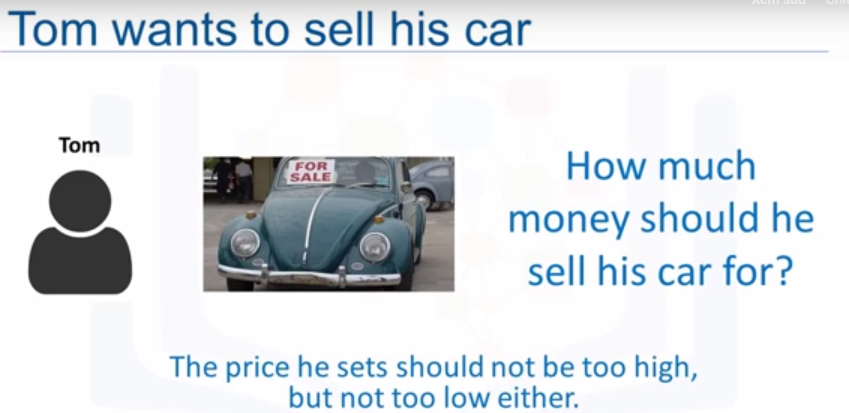 Tom wants to sell his car
Tom
FOR
SALE
How much
money should he
sell his car for?
The price he sets should not be too high,
but not too low either.